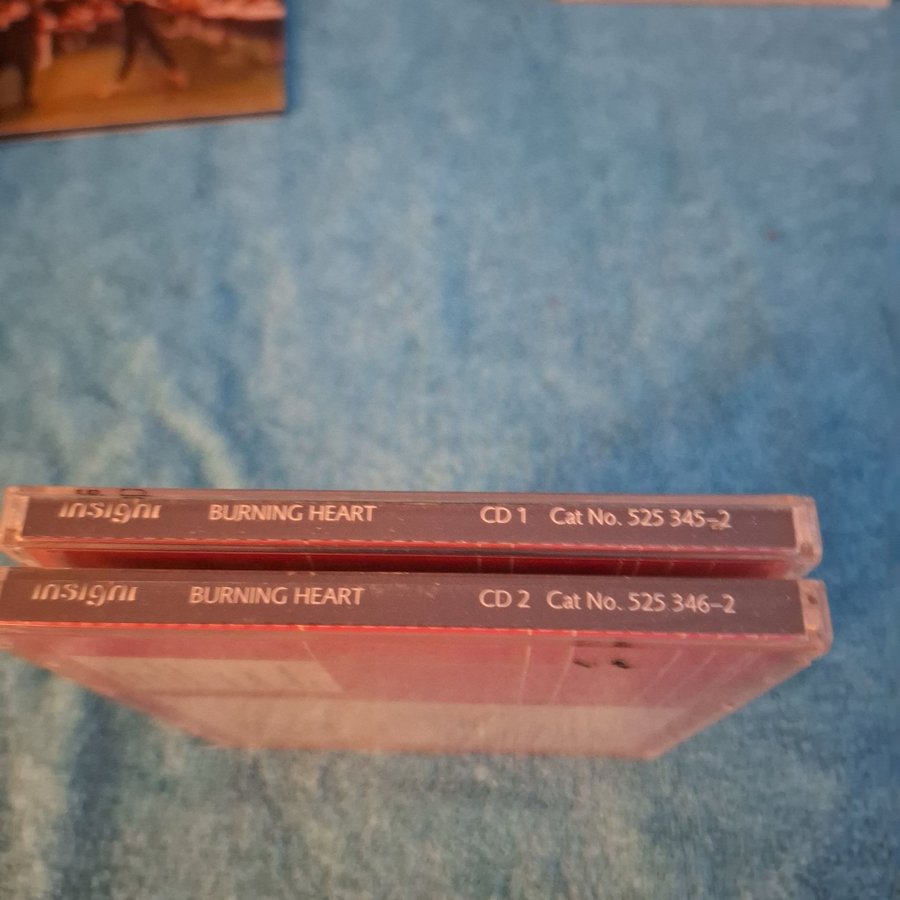 insight BURNING HEART CD 1 Cat No. 525 345-2
insight BURNING HEART CD 2 Cat No. 525 346-2